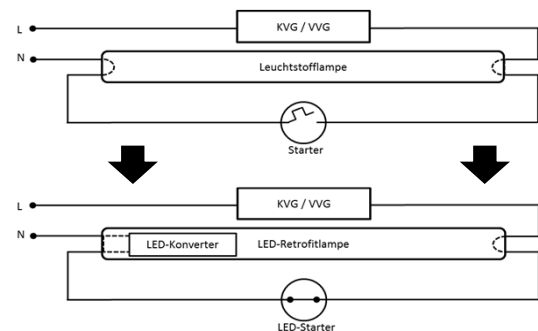 L
KVG / VVG
N
Leuchtstofflampe
Starter
L
KVG / VVG
N
LED-Konverter
LED-Retrofitlampe
LED-Starter